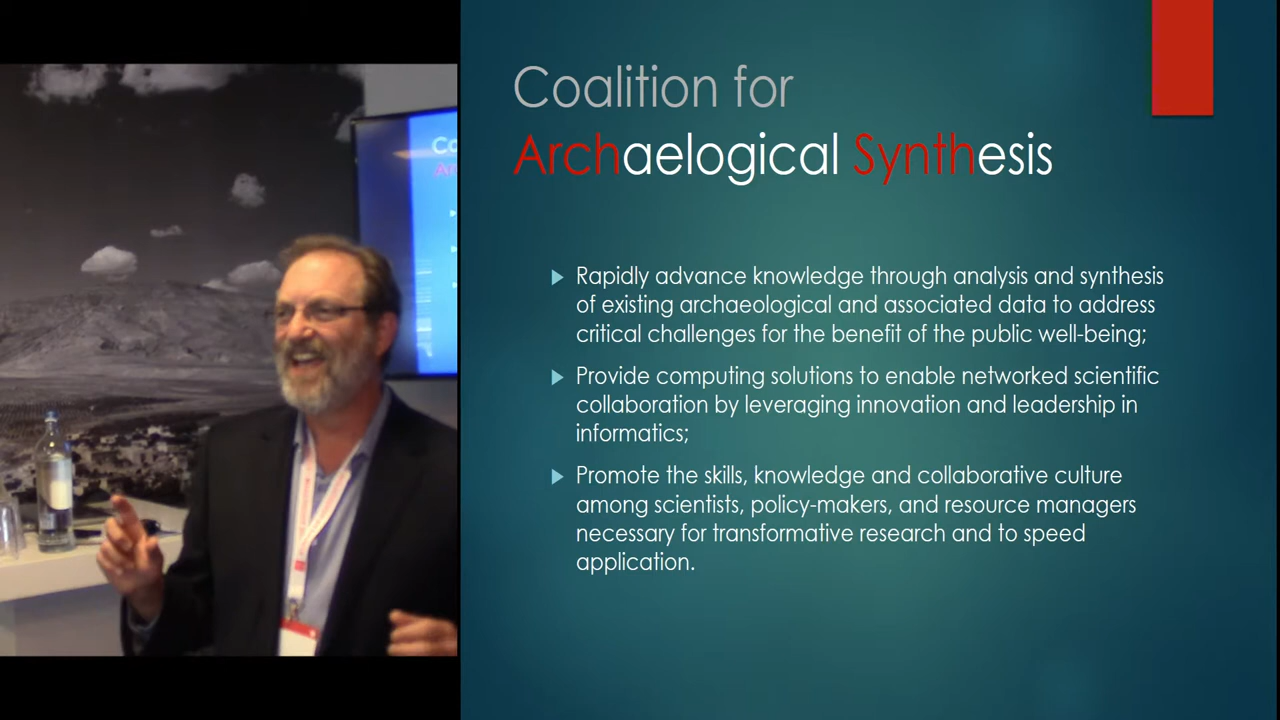 Coalition for
Archaelogical Synthesis
Rapidly advance knowledge through analysis and synthesis
of existing archaeological and associated data to address
critical challenges for the benefit of the public well-being;
Provide computing solutions to enable networked scientific
collaboration by leveraging innovation and leadership in
informatics;
Promote the skills, knowledge and collaborative culture
among scientists, policy-makers, and resource managers
necessary for transformative research and to speed
application.